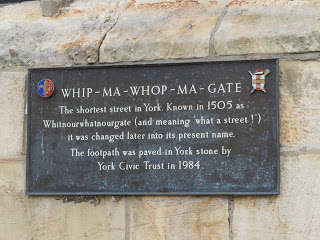 WHIP-MA-WHOP-MA-GATE
The shortest street in York. Known in 1505 as
Whitnourwhatnourgate (and meaning 'what a street!')
it was changed later into its present name.
The footpath was paved in York stone by
York Civic Trust in 1984.